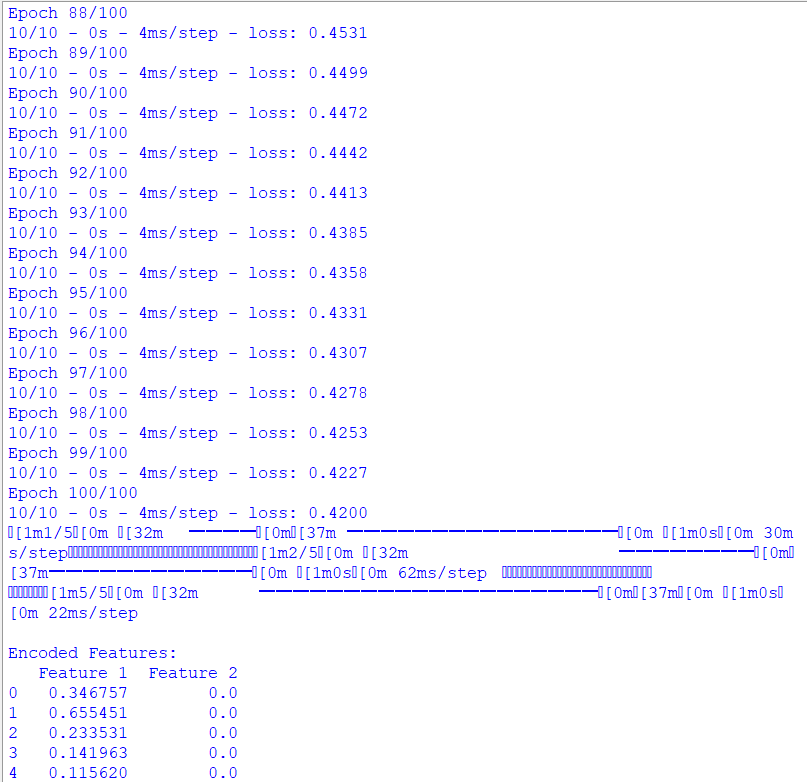 Epoch 88/100
10/10 - 0s - 4ms/step - loss: 0.4531
Epoch 89/100
10/10 - 0s - 4ms/step - loss: 0.4499
Epoch 90/100
10/10 - 0s - 4ms/step - loss: 0.4472
Epoch 91/100
10/10 - 0s - 4ms/step - loss: 0.4442
Epoch 92/100
10/10 - 0s - 4ms/step - loss: 0.4413
Epoch 93/100
10/10 - 0s - 4ms/step - loss: 0.4385
Epoch 94/100
10/10 - 0s - 4ms/step - loss: 0.4358
Epoch 95/100
10/10 - 0s - 4ms/step - loss: 0.4331
Epoch 96/100
10/10 - 0s - 4ms/step - loss: 0.4307
Epoch 97/100
10/10 - 0s - 4ms/step - loss: 0.4278
Epoch 98/100
10/10 - 0s - 4ms/step - loss: 0.4253
Epoch 99/100
10/10 - 0s - 4ms/step - loss: 0.4227
Epoch 100/100
10/10 - 0s - 4ms/step - loss: 0.4200
[1m1/5[0m [32m ━━━━[0m[37m ━━━━━━━━━━━━━━━━[0m [1m0s[0m 30m
s/step[1m2/5[0m [32m ━━━━━━━━[0m
[37m━━━━━━━━━━━━[0m [1m0s[0m 62ms/step
[1m5/5[0m [32m ━━━━━━━━━━━━━━━━━━━━[0m[37m[0m [1m0s
[0m 22ms/step
Encoded Features:
Feature 1 Feature 2
0 0.346757 0.0
1 0.655451 0.0
2 0.233531 0.0
3 0.141963 0.0
4 0.115620 0.0